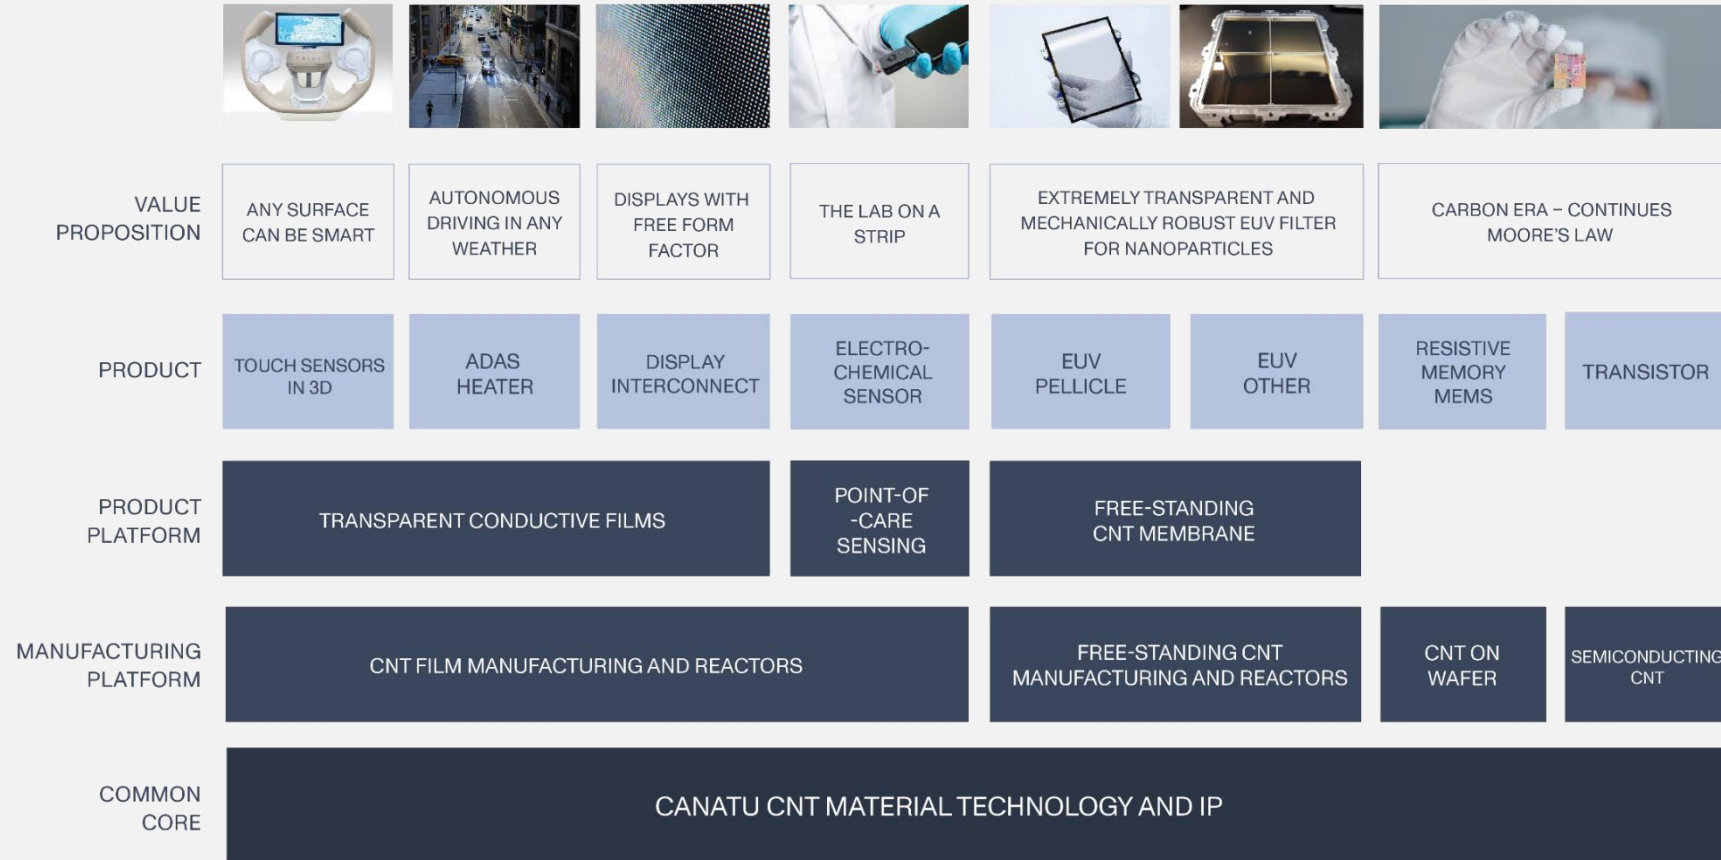 VALUE
PROPOSITION
ANY SURFACE
CAN BE SMART
AUTONOMOUS
DRIVING IN ANY
WEATHER
DISPLAYS WITH
FREE FORM
FACTOR
THE LAB ON A
STRIP
EXTREMELY TRANSPARENT AND
MECHANICALLY ROBUST EUV FILTER
FOR NANOPARTICLES
CARBON ERA – CONTINUES
MOORE'S LAW
PRODUCT
TOUCH SENSORS
IN 3D
ADAS
HEATER
DISPLAY
INTERCONNECT
ELECTRO-
CHEMICAL
SENSOR
EUV
PELLICLE
EUV
OTHER
RESISTIVE
MEMORY
MEMS
TRANSISTOR
PRODUCT
PLATFORM
TRANSPARENT CONDUCTIVE FILMS
POINT-OF
-CARE
SENSING
FREE-STANDING
CNT MEMBRANE
MANUFACTURING
PLATFORM
CNT FILM MANUFACTURING AND REACTORS
FREE-STANDING CNT
MANUFACTURING AND REACTORS
CNT ON
WAFER
SEMICONDUCTING
CNT
COMMON
CORE
CANATU CNT MATERIAL TECHNOLOGY AND IP